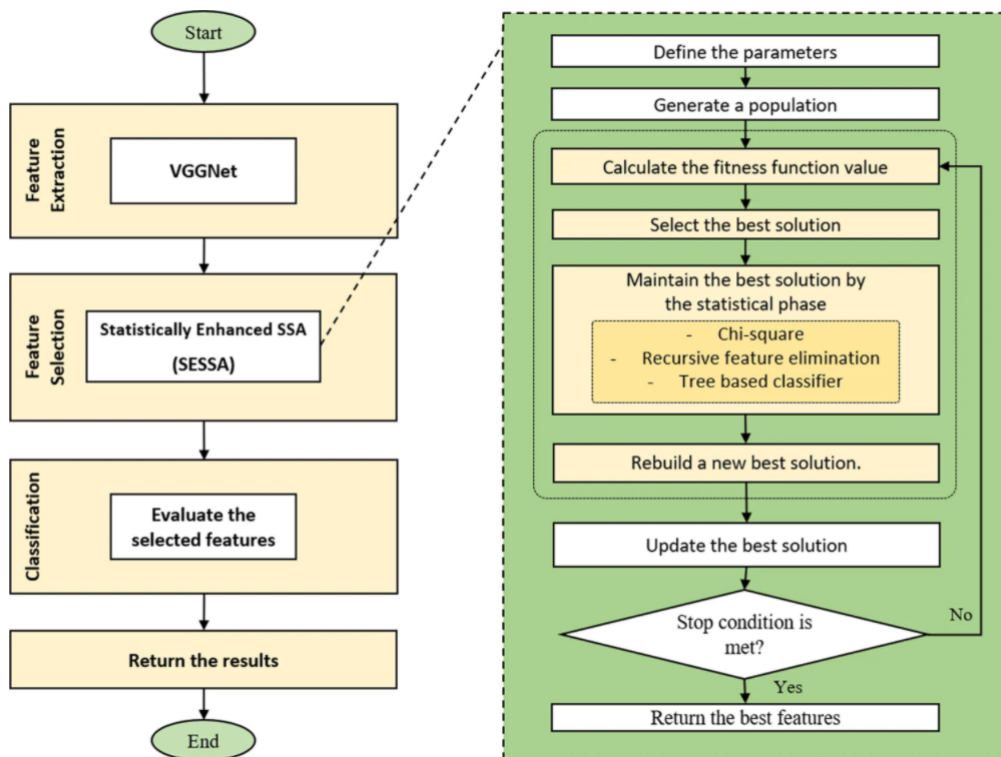 Start
Feature
Extraction
VGGNet
Feature
Selection
Statistically Enhanced SSA
(SESSA)
Classification
Evaluate the
selected features
Return the results
End
Define the parameters
Generate a population
Calculate the fitness function value
Select the best solution
Maintain the best solution by
the statistical phase
- Chi-square
- Recursive feature elimination
- Tree based classifier
Rebuild a new best solution.
Update the best solution
Stop condition is
met?
No
Yes
Return the best features